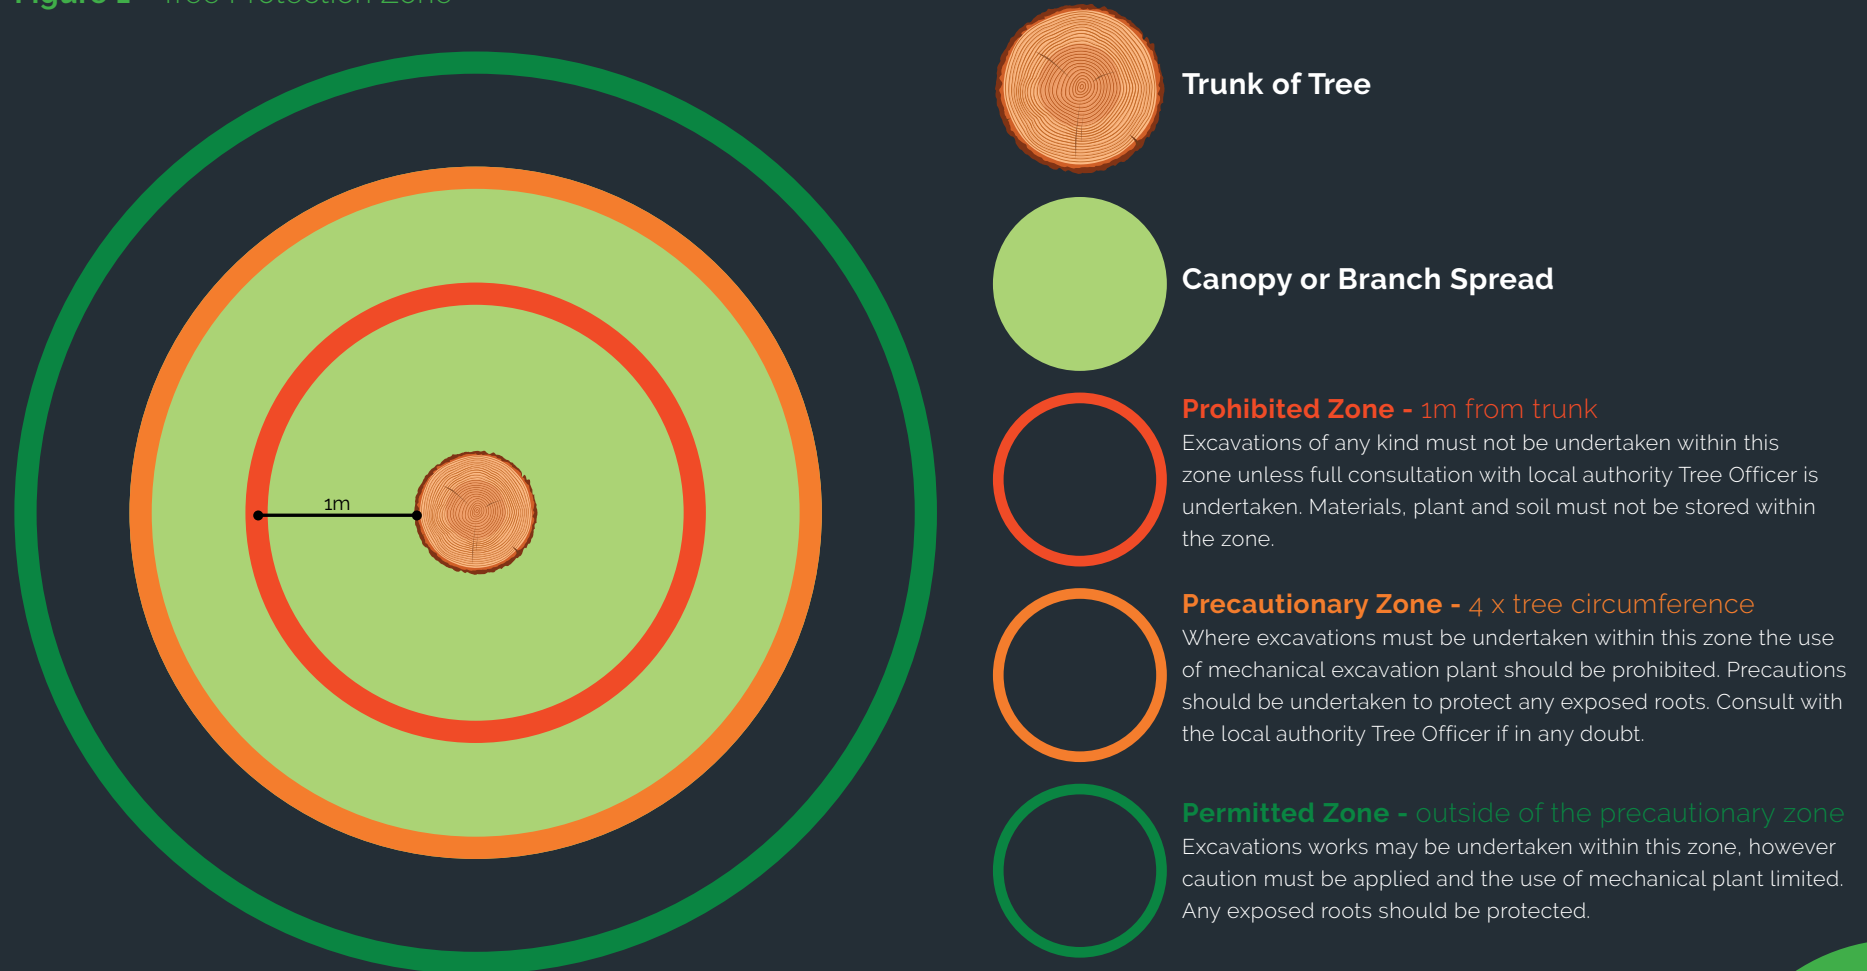 Figure 1 - Tree Protection Zone
1m
Trunk of Tree
Canopy or Branch Spread
Prohibited Zone - 1m from trunk
Excavations of any kind must not be undertaken within this
zone unless full consultation with local authority Tree Officer is
undertaken. Materials, plant and soil must not be stored within
the zone.
Precautionary Zone - 4 x tree circumference
Where excavations must be undertaken within this zone the use
of mechanical excavation plant should be prohibited. Precautions
should be undertaken to protect any exposed roots. Consult with
the local authority Tree Officer if in any doubt.
Permitted Zone - outside of the precautionary zone
Excavations works may be undertaken within this zone, however
caution must be applied and the use of mechanical plant limited.
Any exposed roots should be protected.